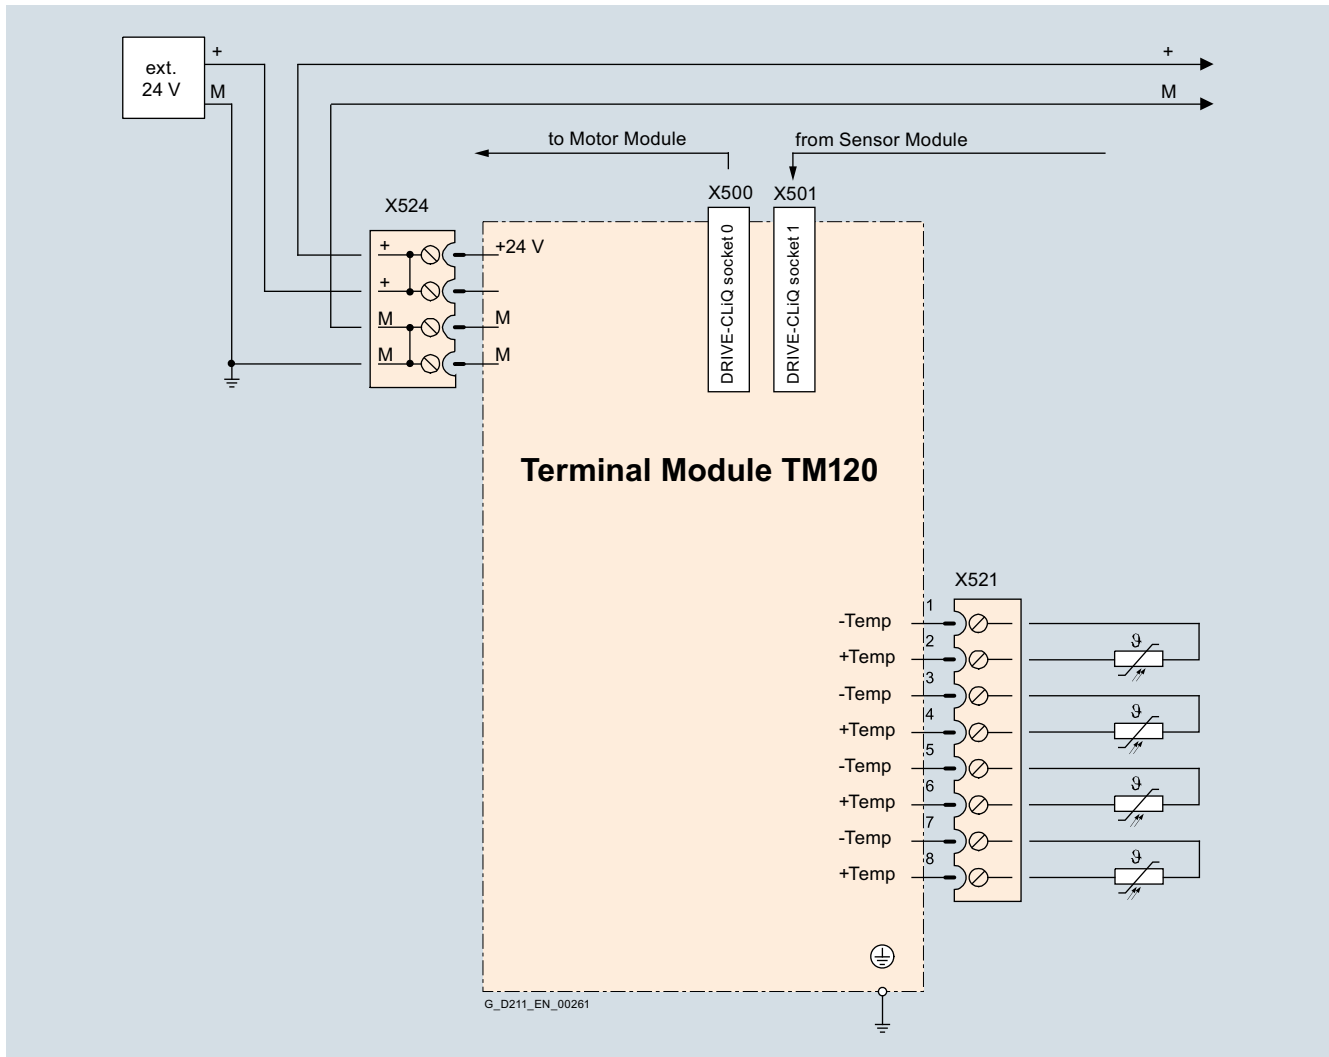 + +
ext.
24 V
M M
to Motor Module from Sensor Module
X500 X501
X524
DRIVE-CLiQ socket 0
DRIVE-CLiQ socket 1
+ +24 V
+
M M
M M
Terminal Module TM120
X521
-Temp 1
+Temp 2
-Temp 3
+Temp 4
-Temp 5
+Temp 6
-Temp 7
+Temp 8
ϑ
ϑ
ϑ
ϑ
G_D211_EN_00261